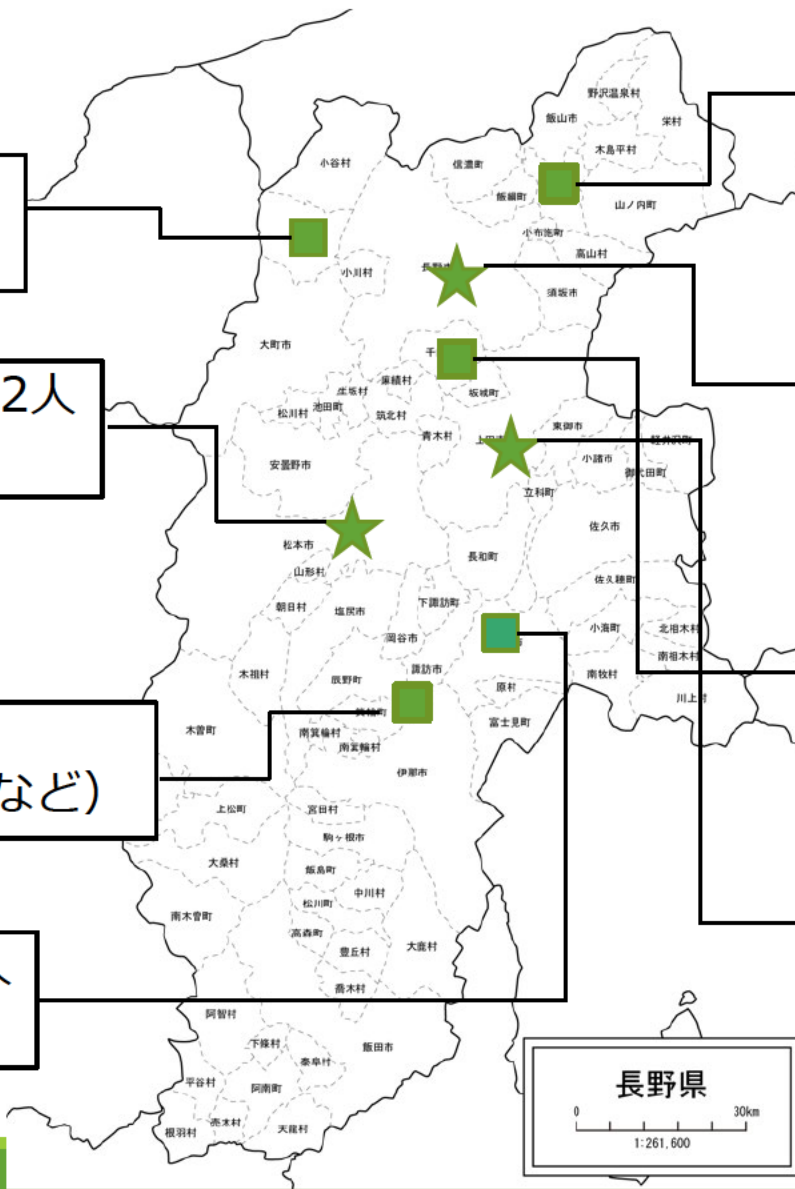 野沢温泉村
飯山市
栄村
木島平村
小谷村
信濃町
飯綱町
山ノ内町
小布施町
高山村
小川村
須坂市
大町市
麻績村
生坂村
坂城町
池田町
松川村
筑北村
2人
東御市
青木村
軽井沢町
小諸市
安曇野市
御代田町
立科町
佐久市
松本市
長和町
山形村
佐久穂町
朝日村
塩尻市
下諏訪町
小海町
北相木村
岡谷市
南相木村
諏訪市
木祖村
南牧村
辰野町
原村
川上村
箕輪町
富士見町
木曽町
南箕輪村
南箕輪村
伊那市
など)
上松町
宮田村
駒ヶ根市
大桑村
飯島町
中川村
松川町
南木曽町
高森町
大鹿村
豊丘村
喬木村
阿智村
下條村
飯田市
泰阜村
平谷村
阿南町
売木村
根羽村
天龍村
長野県
0 30km
1:261,600